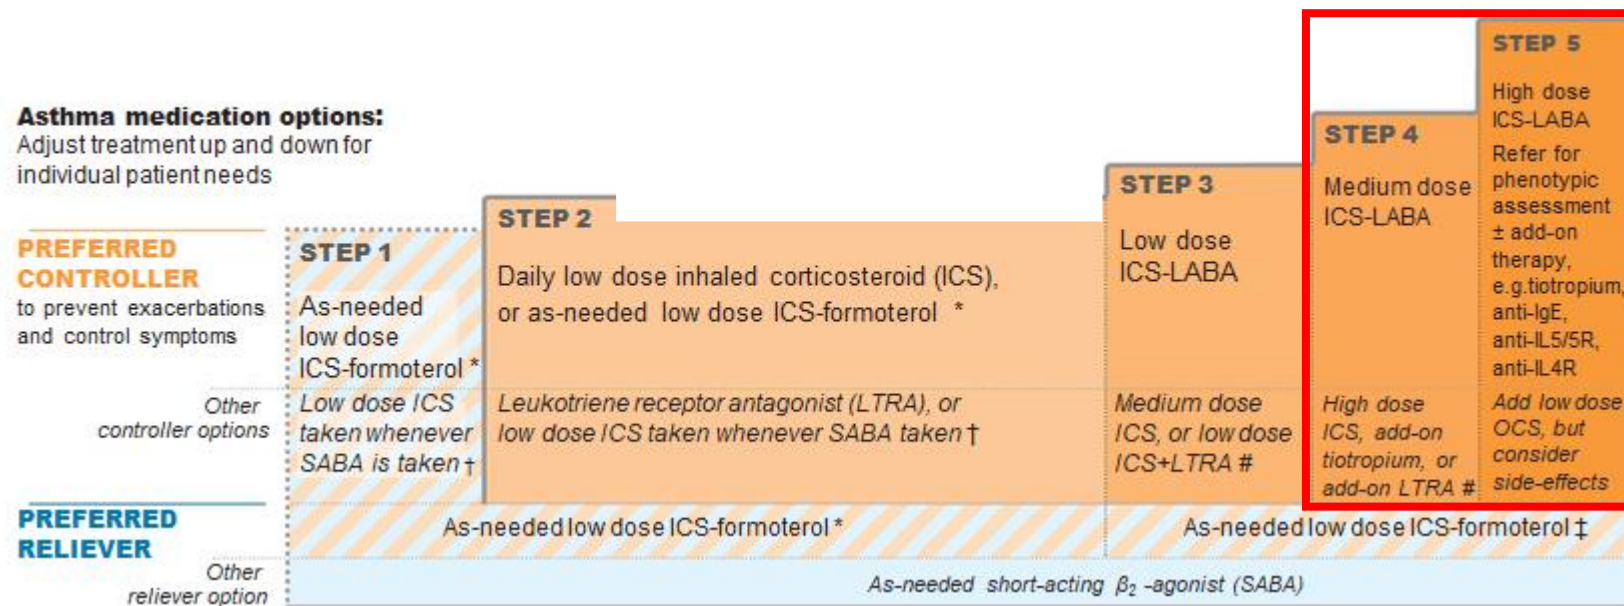 Asthma medication options:
Adjust treatment up and down for
individual patient needs
PREFERRED
CONTROLLER
to prevent exacerbations
and control symptoms
Other
controller options
PREFERRED
RELIEVER
Other
reliever option
STEP 1
As-needed
low dose
ICS-formoterol *
Low dose ICS
taken whenever
SABA is taken †
STEP 2
Daily low dose inhaled corticosteroid (ICS),
or as-needed low dose ICS-formoterol *
Leukotriene receptor antagonist (LTRA), or
low dose ICS taken whenever SABA taken †
STEP 3
Low dose
ICS-LABA
Medium dose
ICS, or low dose
ICS+LTRA #
STEP 4
Medium dose
ICS-LABA
High dose
ICS, add-on
tiotropium, or
add-on LTRA #
STEP 5
High dose
ICS-LABA
Refer for
phenotypic
assessment
± add-on
therapy,
e.g.tiotropium,
anti-IgE,
anti-IL5/5R,
anti-IL4R
Add low dose
OCS, but
consider
side-effects
As-needed low dose ICS-formoterol *
As-needed low dose ICS-formoterol ‡
As-needed short-acting β₂ -agonist (SABA)